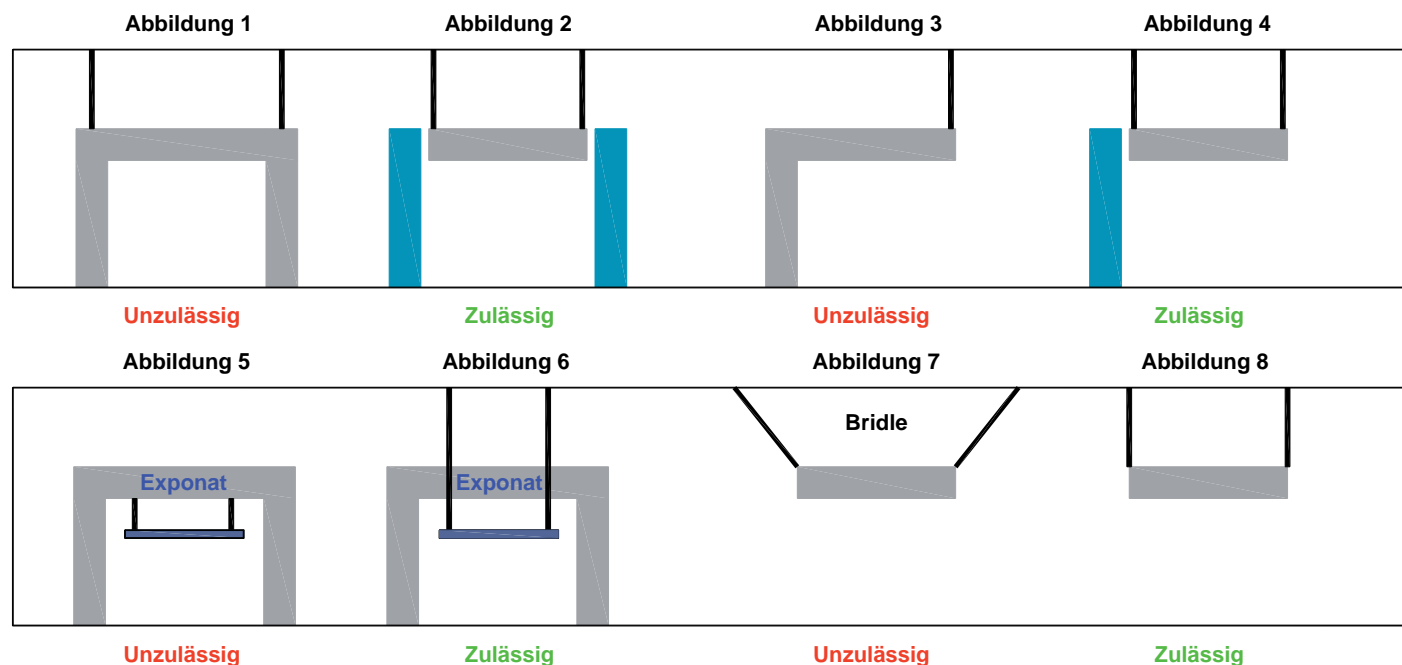 Abbildung 1 Abbildung 2 Abbildung 3 Abbildung 4
Unzulässig Zulässig Unzulässig Zulässig
Abbildung 5 Abbildung 6 Abbildung 7 Abbildung 8
Bridle
Exponat Exponat
Unzulässig Zulässig Unzulässig Zulässig